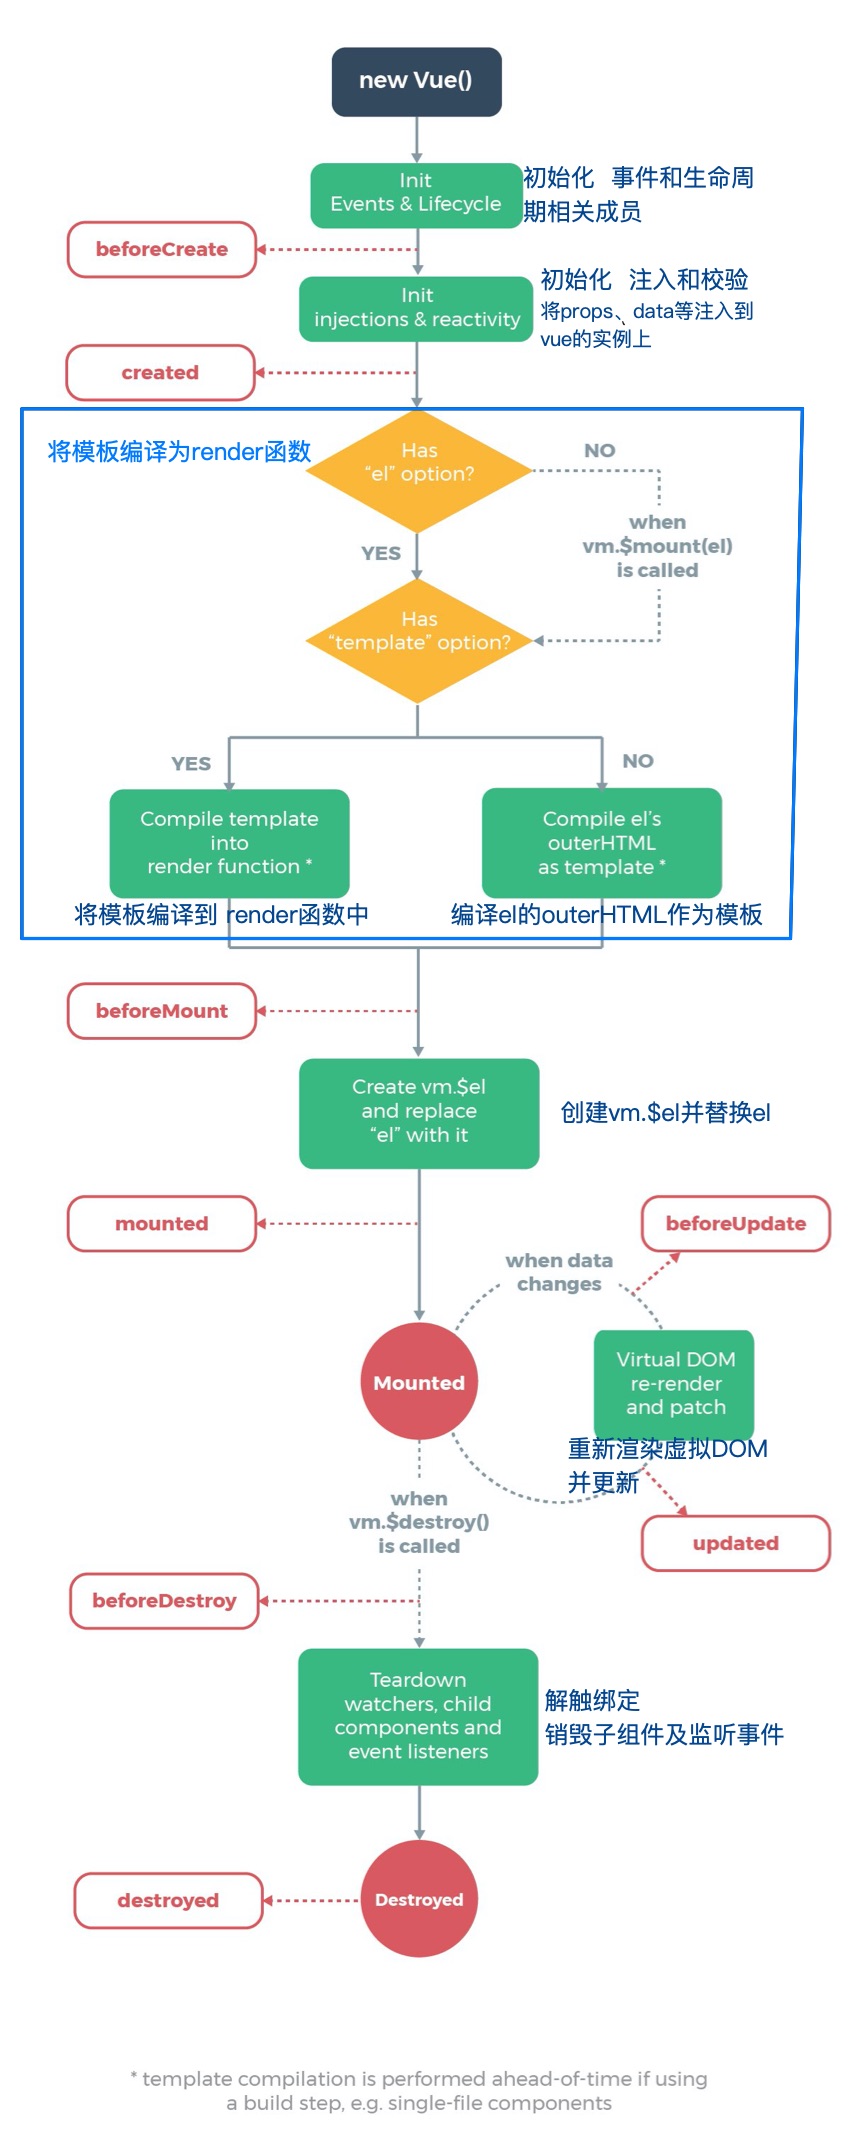 new Vue()
Init
Events & Lifecycle
初始化 事件和生命周
期相关成员
beforeCreate
Init
injections & reactivity
初始化 注入和校验
将props、data等注入到
vue的实例上
created
将模板编译为render函数
Has
“el” option?
NO
when
vm.$mount(el)
is called
YES
Has
“template” option?
YES
NO
Compile template
into
render function *
Compile el’s
outerHTML
as template *
将模板编译到 render函数中
编译el的outerHTML作为模板
beforeMount
Create vm.$el
and replace
“el” with it
创建vm.$el并替换el
mounted
beforeUpdate
when data
changes
Mounted
Virtual DOM
re-render
and patch
重新渲染虚拟DOM
并更新
when
vm.$destroy()
is called
updated
beforeDestroy
Teardown
watchers, child
components and
event listeners
解触绑定
销毁子组件及监听事件
destroyed
Destroyed
* template compilation is performed ahead-of-time if using
a build step, e.g. single-file components